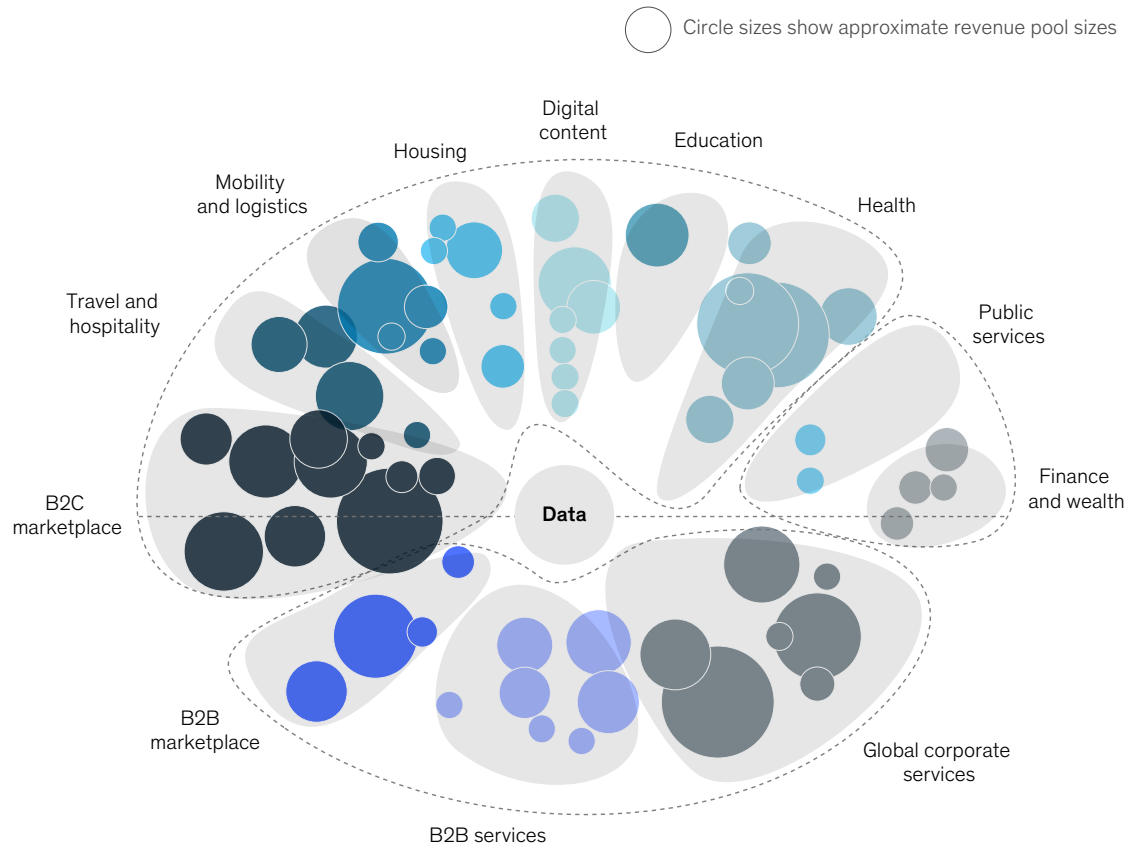 Circle sizes show approximate revenue pool sizes
Digital
content
Education
Housing
Mobility
and logistics
Health
Travel and
hospitality
Public
services
Finance
and wealth
B2C
marketplace
Data
B2B
marketplace
Global corporate
services
B2B services